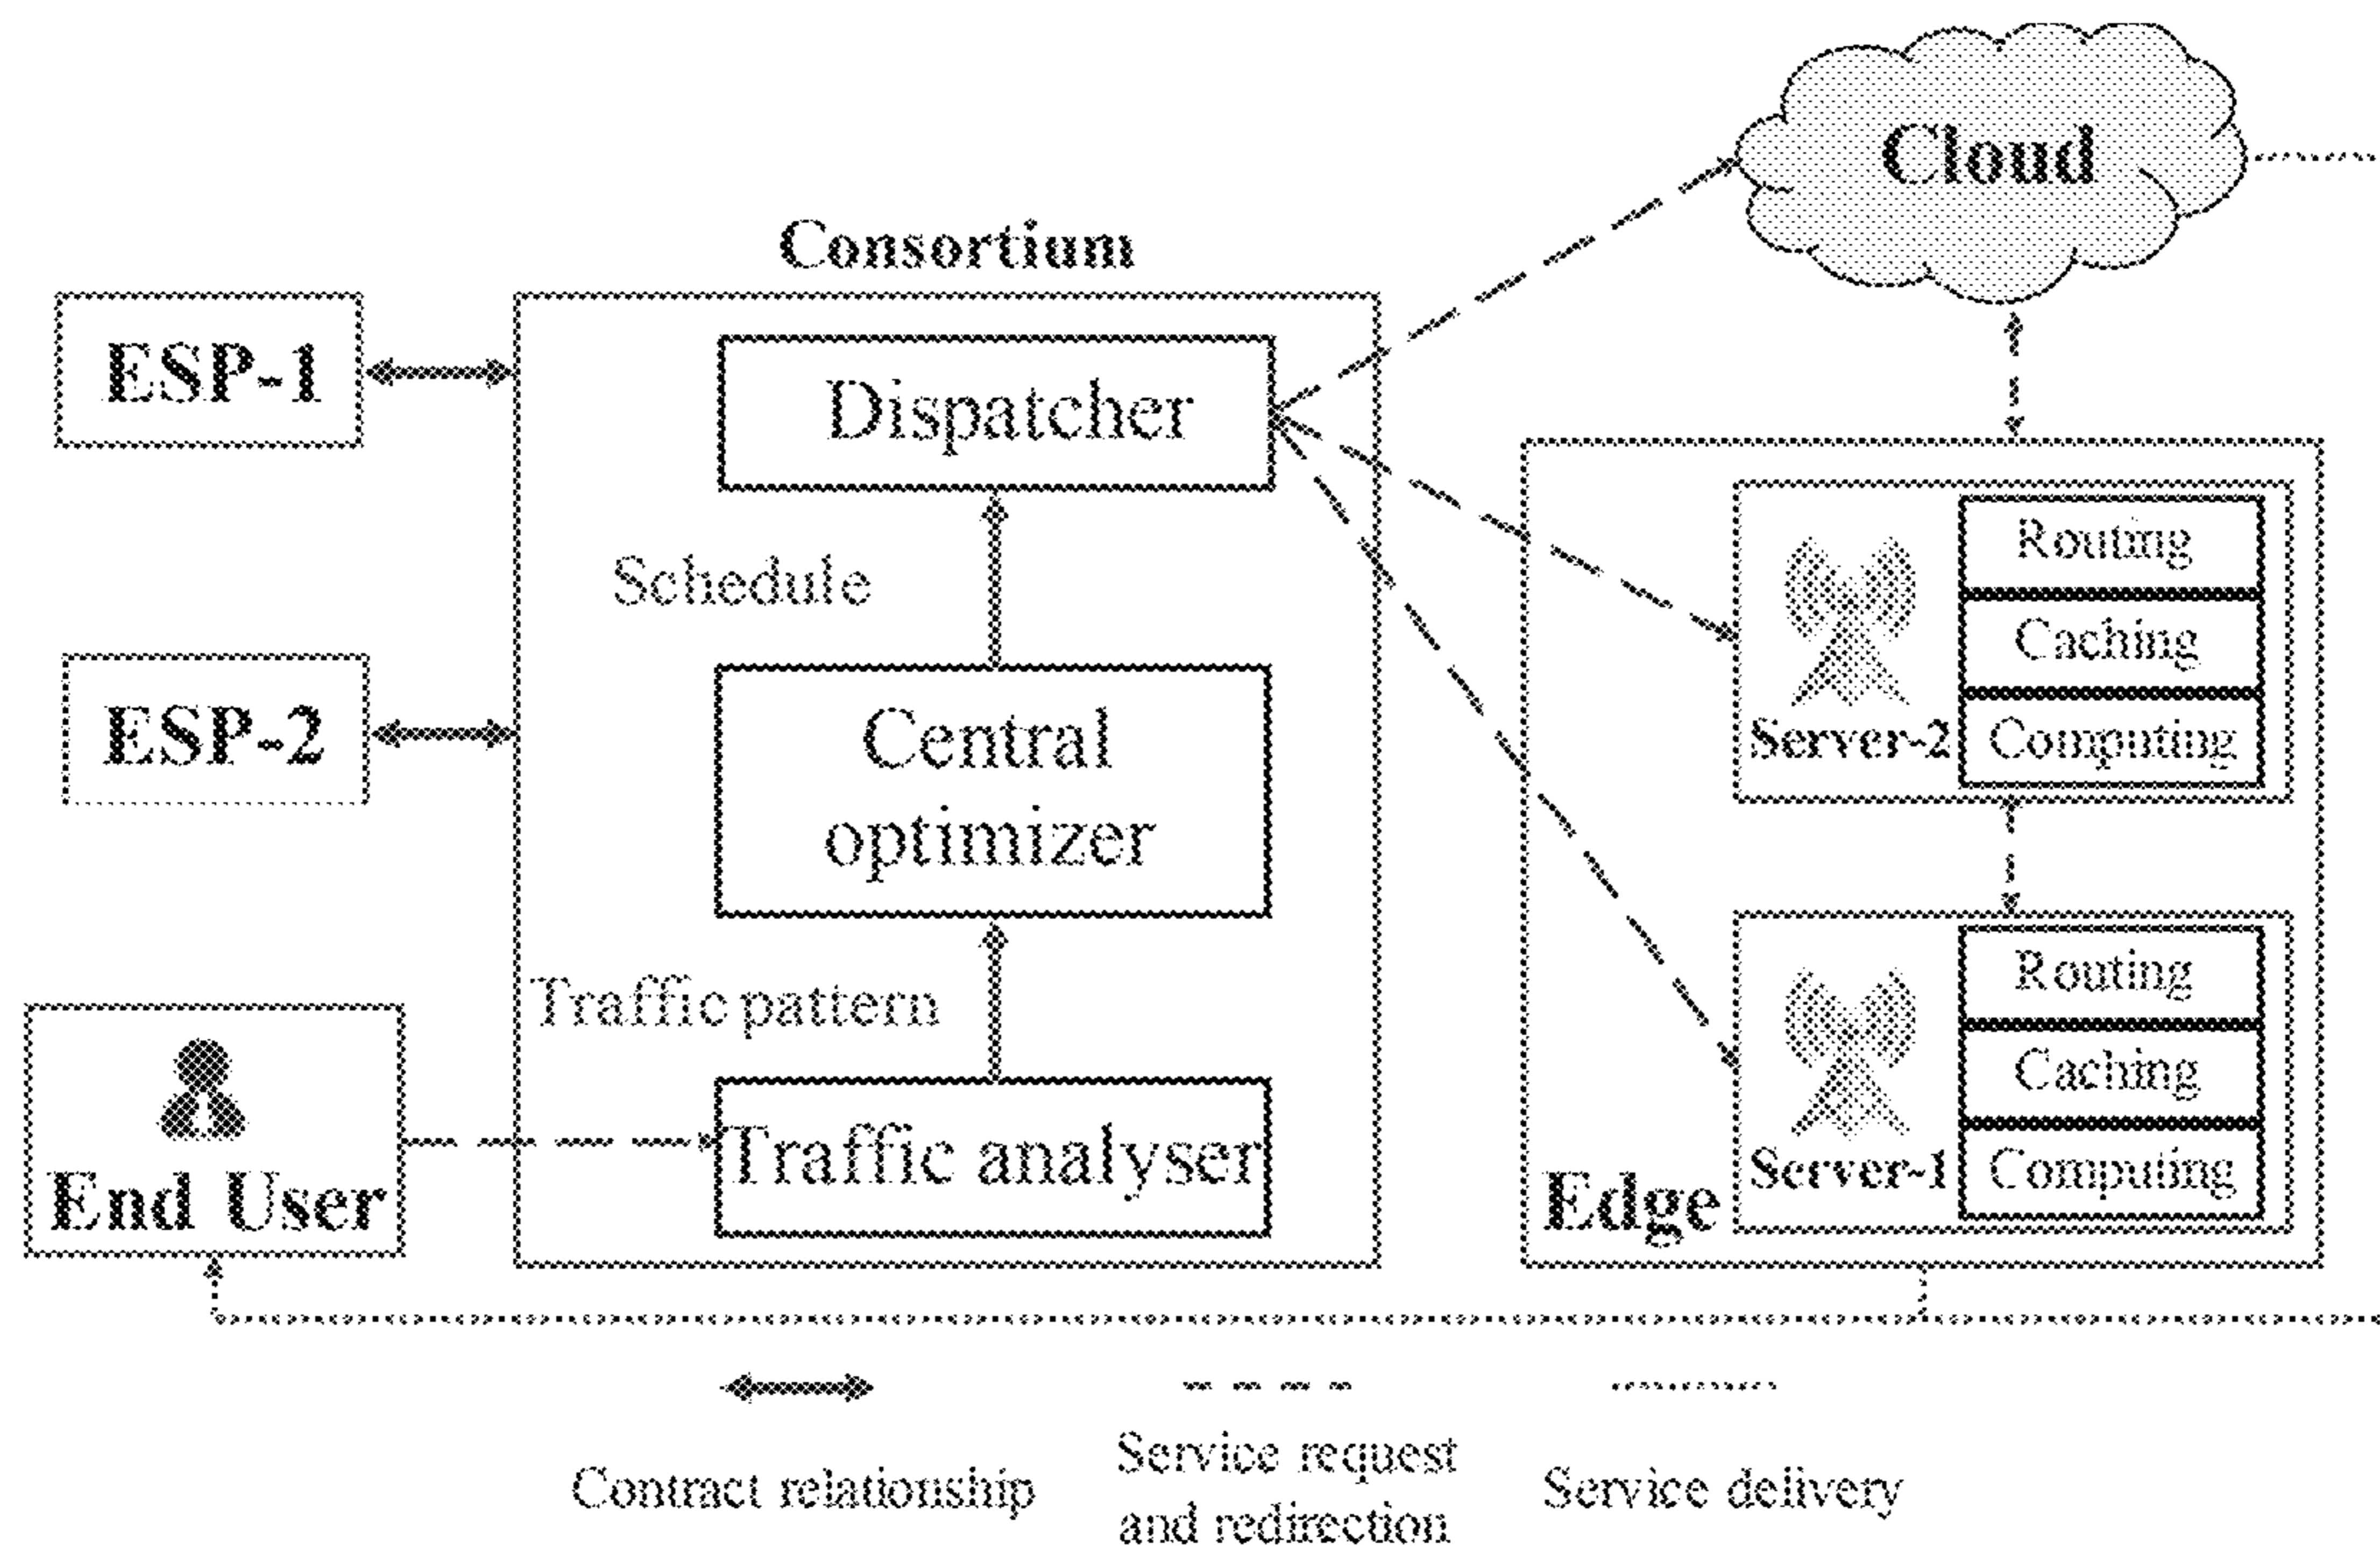 Cloud
Consortium
ESP-1
Dispatcher
Routing
Schedule
Caching
ESP-2
Central
optimizer
Server-2
Computing
Routing
Traffic pattern
Caching
End User
Traffic analyser
Server-1
Computing
Edge
Contract relationship
Service request
and redirection
Service delivery